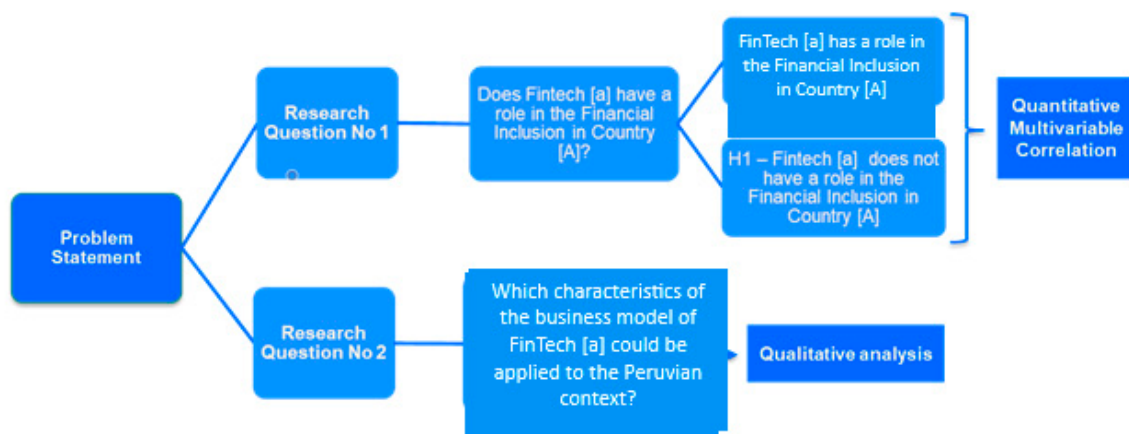 Problem
Statement
Research
Question No 1
Does Fintech [a] have a
role in the Financial
Inclusion in Country
[A]?
FinTech [a] has a role in
the Financial Inclusion
in Country [A]
H1 – Fintech [a] does not
have a role in the
Financial Inclusion in
Country [A]
Quantitative
Multivariable
Correlation
Research
Question No 2
Which characteristics of
the business model of
FinTech [a] could be
applied to the Peruvian
context?
Qualitative analysis